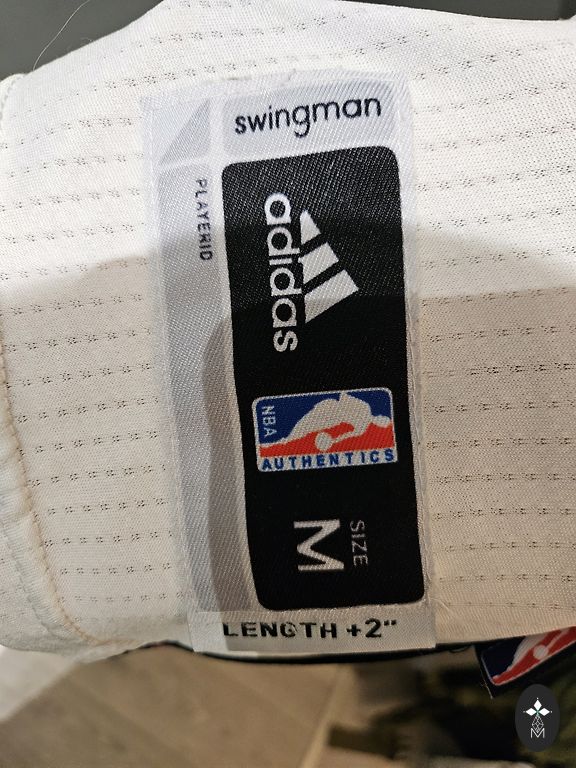 swingman
PLAYERID
adidas
NBA
AUTHENTICS
SIZE
M
LENGTH +2"
M